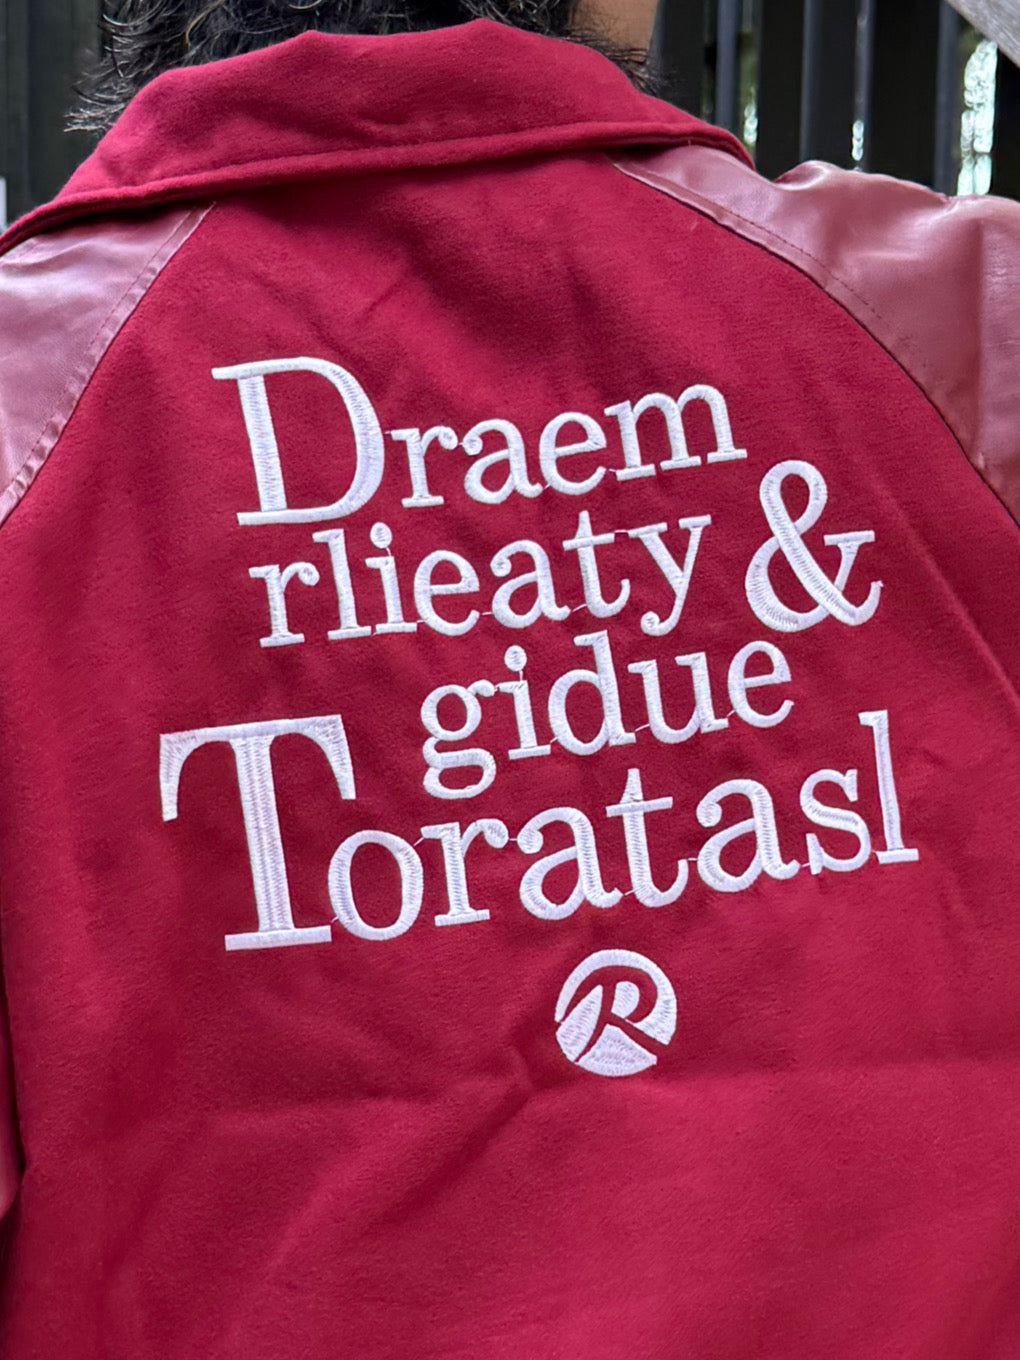 Draem
rlieaty &
gidue
Toratasl
R